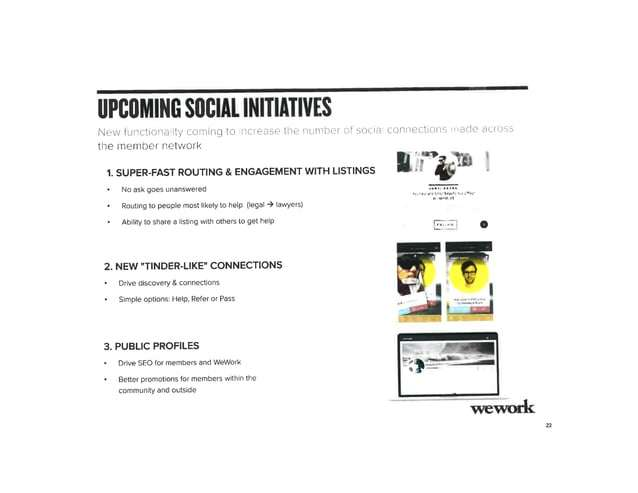 UPCOMING SOCIAL INITIATIVES
New functionality coming to increase the number of social connections made across
the member network
1. SUPER-FAST ROUTING & ENGAGEMENT WITH LISTINGS
• No ask goes unanswered
• Routing to people most likely to help (legal → lawyers)
• Ability to share a listing with others to get help
2. NEW "TINDER-LIKE" CONNECTIONS
• Drive discovery & connections
• Simple options: Help, Refer or Pass
3. PUBLIC PROFILES
• Drive SEO for members and WeWork
• Better promotions for members within the
community and outside
wework
22